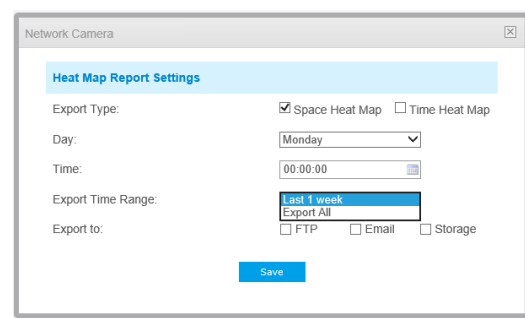 Network Camera
Heat Map Report Settings
Export Type: Space Heat Map Time Heat Map
Day: Monday
Time: 00:00:00
Export Time Range: Last 1 week
Export All
Export to: FTP Email Storage
Save